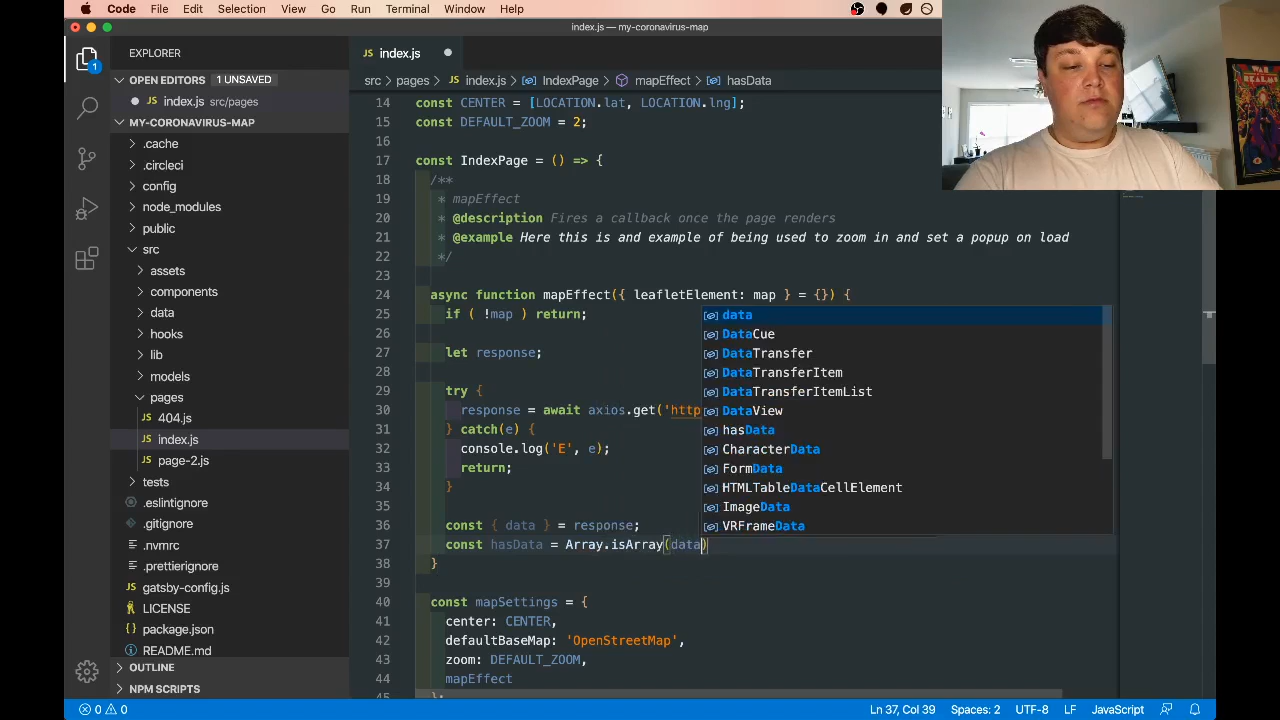 Code File Edit Selection View Go Run Terminal Window Help
index.js — my-coronavirus-map
EXPLORER
OPEN EDITORS 1 UNSAVED
index.js src/pages
MY-CORONAVIRUS-MAP
.cache
.circleci
config
node_modules
public
src
assets
components
data
hooks
lib
models
pages
404.js
index.js
page-2.js
tests
.eslintignore
.gitignore
.nvmrc
.prettierignore
gatsby-config.js
LICENSE
package.json
README.md
OUTLINE
NPM SCRIPTS
1
JS index.js
src > pages > JS index.js > IndexPage > mapEffect > hasData
14 const CENTER = [LOCATION.lat, LOCATION.lng];
15 const DEFAULT_ZOOM = 2;
16
17 const IndexPage = () => {
18 /**
19 * mapEffect
20 * @description Fires a callback once the page renders
21 * @example Here this is and example of being used to zoom in and set a popup on load
22 */
23
24 async function mapEffect({ leafletElement: map } = {}) {
25 if ( !map ) return;
26
27 let response;
28
29 try {
30 response = await axios.get('http
31 } catch(e) {
32 console.log('E', e);
33 return;
34 }
35
36 const { data } = response;
37 const hasData = Array.isArray(data)
38 }
39
40 const mapSettings = {
41 center: CENTER,
42 defaultBaseMap: 'OpenStreetMap',
43 zoom: DEFAULT_ZOOM,
44 mapEffect
45 };
data
DataCue
DataTransfer
DataTransferItem
DataTransferItemList
DataView
hasData
CharacterData
FormData
HTMLTableDataCellElement
ImageData
VRFrameData
0 0 Ln 37, Col 39 Spaces: 2 UTF-8 LF JavaScript